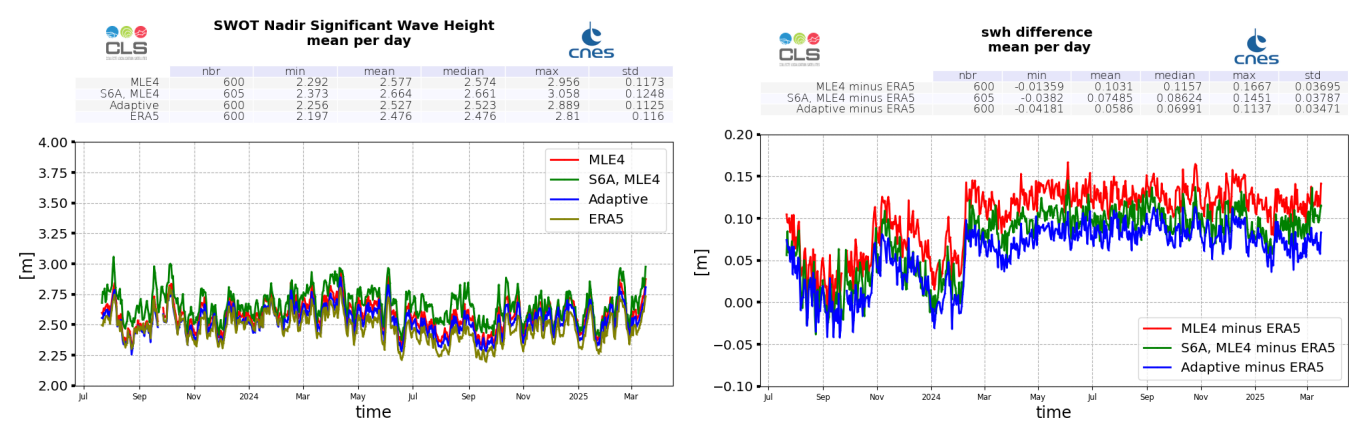 CLS
SWOT Nadir Significant Wave Height
mean per day
cnes
nbr min mean median max std
MLE4 600 2.292 2.577 2.574 2.956 0.1173
S6A, MLE4 605 2.373 2.664 2.661 3.058 0.1248
Adaptive 600 2.256 2.527 2.523 2.889 0.1125
ERA5 600 2.197 2.476 2.476 2.81 0.116
4.00
3.75
3.50
3.25
3.00
2.75
2.50
2.25
2.00
[m]
MLE4
S6A, MLE4
Adaptive
ERA5
Jul Sep Nov 2024 Mar May Jul Sep Nov 2025 Mar
time
CLS
swh difference
mean per day
cnes
nbr min mean median max std
MLE4 minus ERA5 600 -0.01359 0.1031 0.1157 0.1667 0.03695
S6A, MLE4 minus ERA5 605 -0.0382 0.07485 0.08624 0.1451 0.03787
Adaptive minus ERA5 600 -0.04181 0.0586 0.06991 0.1137 0.03471
0.20
0.15
0.10
0.05
0.00
−0.05
−0.10
[m]
MLE4 minus ERA5
S6A, MLE4 minus ERA5
Adaptive minus ERA5
Jul Sep Nov 2024 Mar May Jul Sep Nov 2025 Mar
time